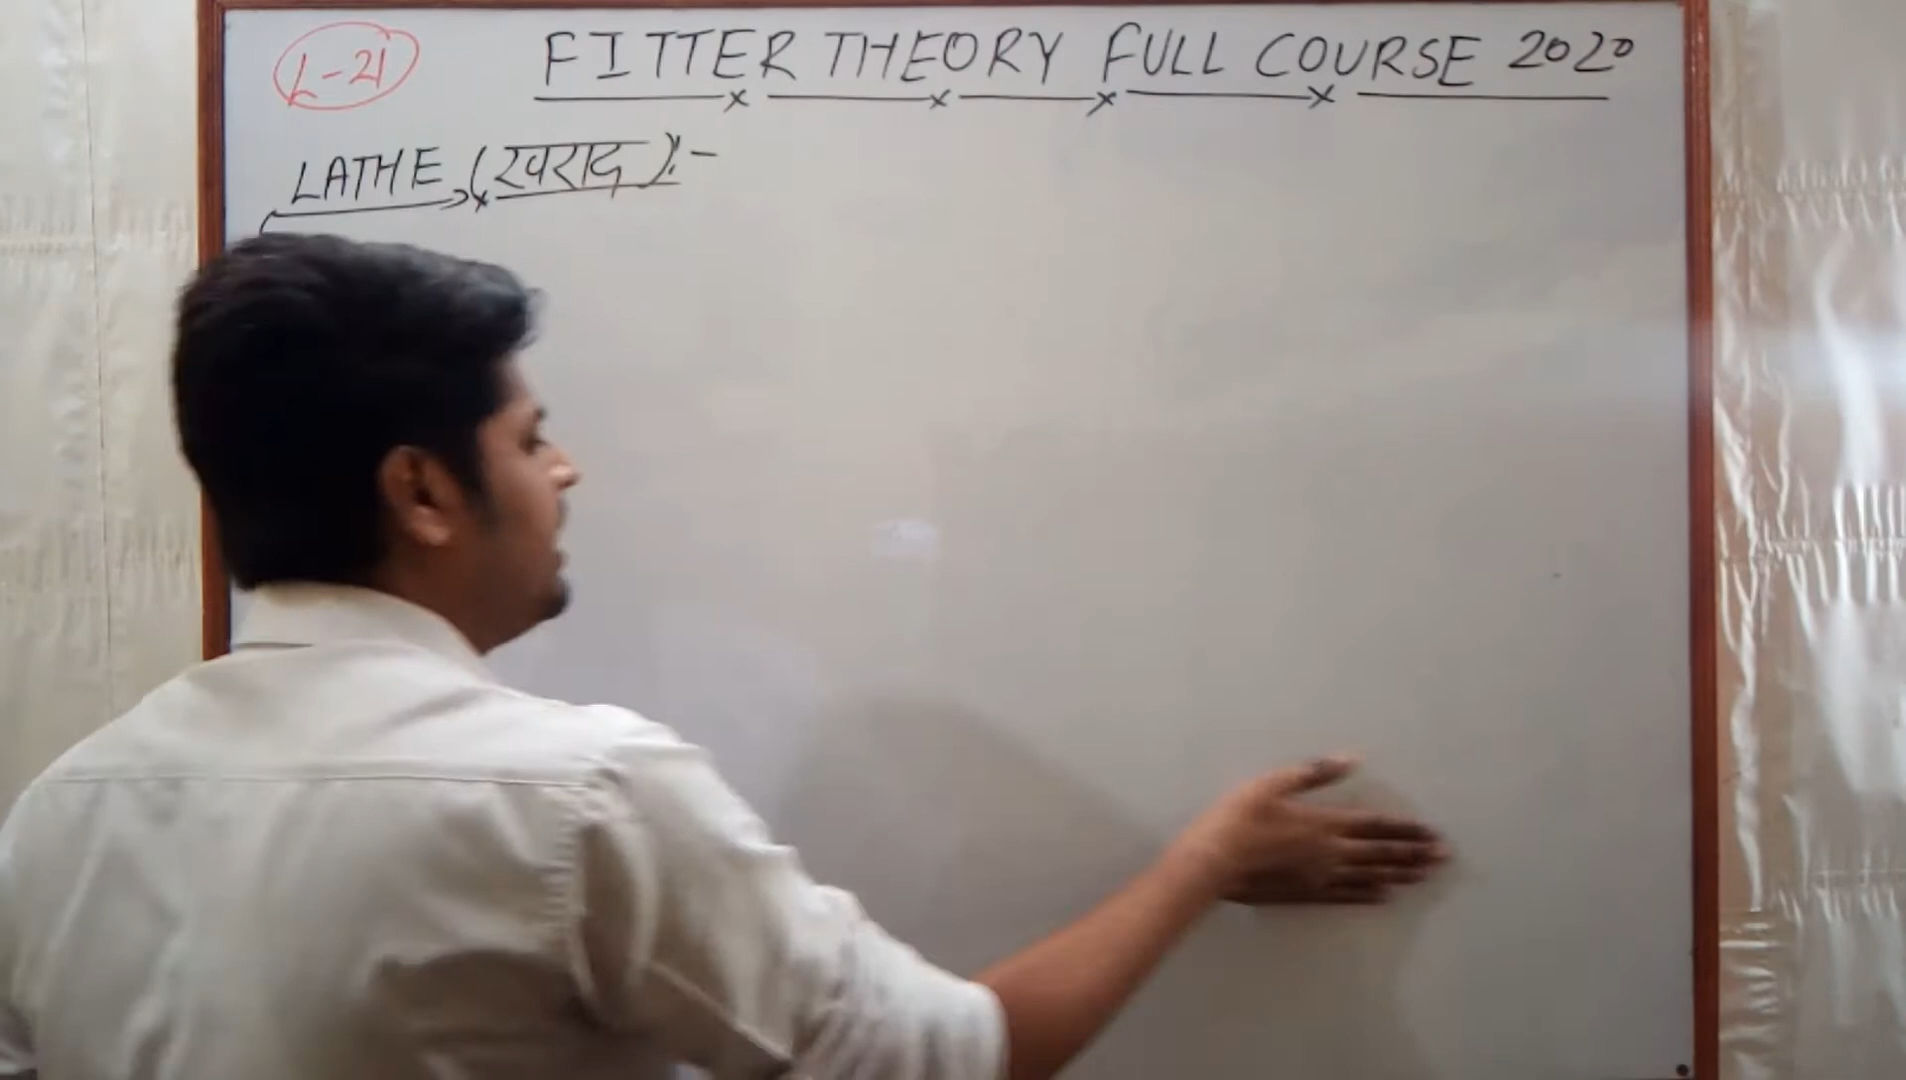 L-21
FITTER THEORY FULL COURSE 2020
LATHE (खराद):-